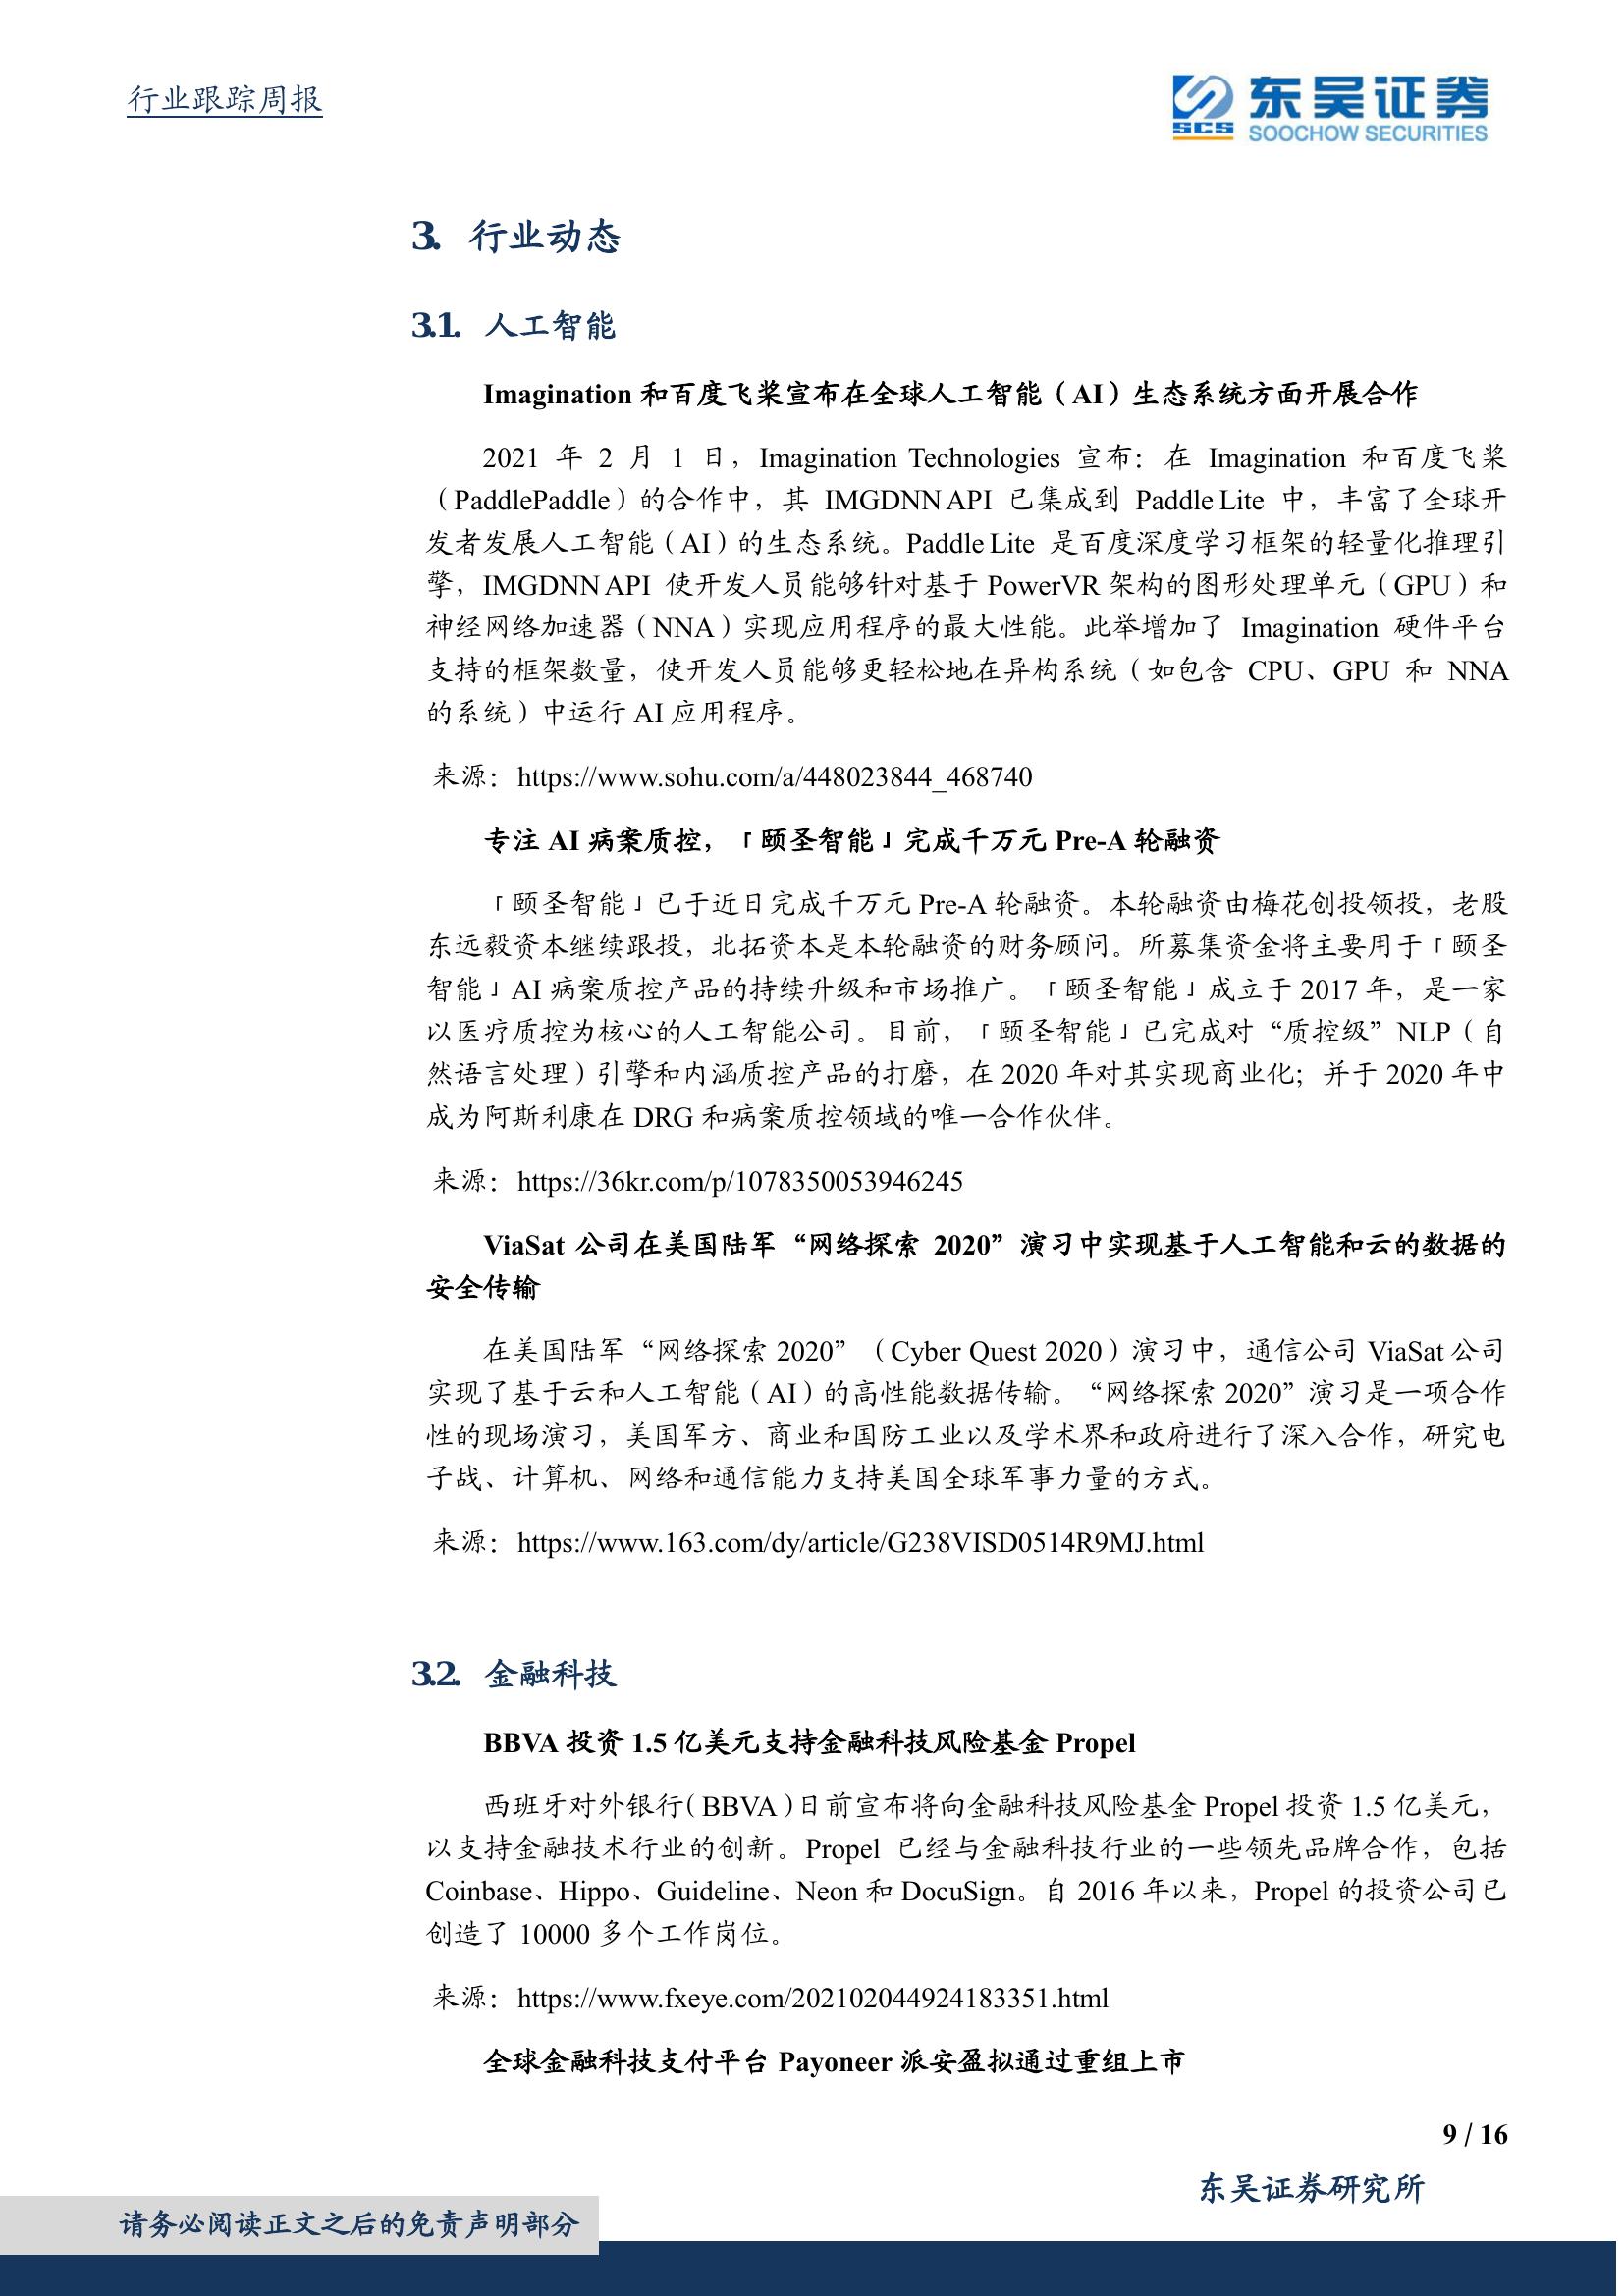 行业跟踪周报
东吴证券
SCS
SOOCHOW SECURITIES
3. 行业动态
3.1. 人工智能
Imagination 和百度飞桨宣布在全球人工智能（AI）生态系统方面开展合作
2021 年 2 月 1 日，Imagination Technologies 宣布：在 Imagination 和百度飞桨
（PaddlePaddle）的合作中，其 IMGDNN API 已集成到 Paddle Lite 中，丰富了全球开
发者发展人工智能（AI）的生态系统。Paddle Lite 是百度深度学习框架的轻量化推理引
擎，IMGDNN API 使开发人员能够针对基于 PowerVR 架构的图形处理单元（GPU）和
神经网络加速器（NNA）实现应用程序的最大性能。此举增加了 Imagination 硬件平台
支持的框架数量，使开发人员能够更轻松地在异构系统（如包含 CPU、GPU 和 NNA
的系统）中运行 AI 应用程序。
来源：https://www.sohu.com/a/448023844_468740
专注 AI 病案质控，「颐圣智能」完成千万元 Pre-A 轮融资
「颐圣智能」已于近日完成千万元 Pre-A 轮融资。本轮融资由梅花创投领投，老股
东远毅资本继续跟投，北拓资本是本轮融资的财务顾问。所募集资金将主要用于「颐圣
智能」AI 病案质控产品的持续升级和市场推广。「颐圣智能」成立于 2017 年，是一家
以医疗质控为核心的人工智能公司。目前，「颐圣智能」已完成对“质控级”NLP（自
然语言处理）引擎和内涵质控产品的打磨，在 2020 年对其实现商业化；并于 2020 年中
成为阿斯利康在 DRG 和病案质控领域的唯一合作伙伴。
来源：https://36kr.com/p/1078350053946245
ViaSat 公司在美国陆军“网络探索 2020”演习中实现基于人工智能和云的数据的
安全传输
在美国陆军“网络探索 2020”（Cyber Quest 2020）演习中，通信公司 ViaSat 公司
实现了基于云和人工智能（AI）的高性能数据传输。“网络探索 2020”演习是一项合作
性的现场演习，美国军方、商业和国防工业以及学术界和政府进行了深入合作，研究电
子战、计算机、网络和通信能力支持美国全球军事力量的方式。
来源：https://www.163.com/dy/article/G238VISD0514R9MJ.html
3.2. 金融科技
BBVA 投资 1.5 亿美元支持金融科技风险基金 Propel
西班牙对外银行（BBVA）日前宣布将向金融科技风险基金 Propel 投资 1.5 亿美元，
以支持金融技术行业的创新。Propel 已经与金融科技行业的一些领先品牌合作，包括
Coinbase、Hippo、Guideline、Neon 和 DocuSign。自 2016 年以来，Propel 的投资公司已
创造了 10000 多个工作岗位。
来源：https://www.fxeye.com/202102044924183351.html
全球金融科技支付平台 Payoneer 派安盈拟通过重组上市
9 / 16
东吴证券研究所
请务必阅读正文之后的免责声明部分